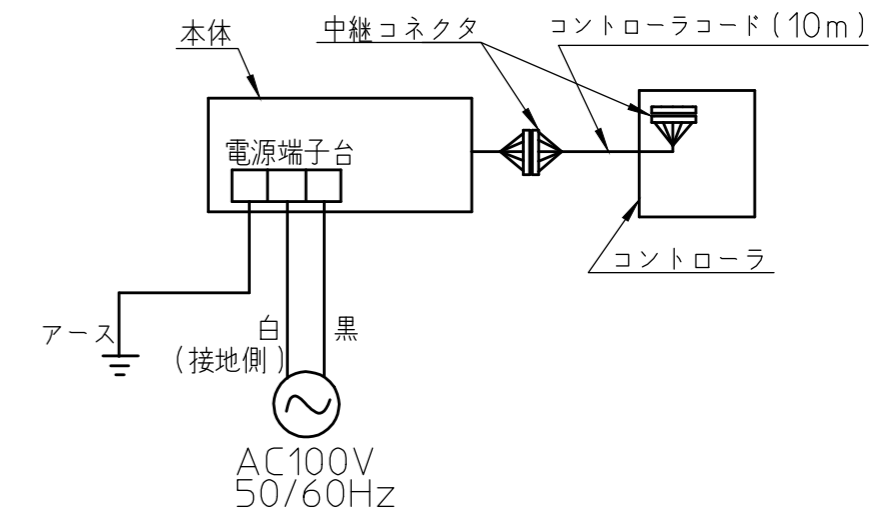 本体
中継コネクタ
コントローラコード(10m)
電源端子台
コントローラ
アース
白
(接地側)
黒
AC100V
50/60Hz